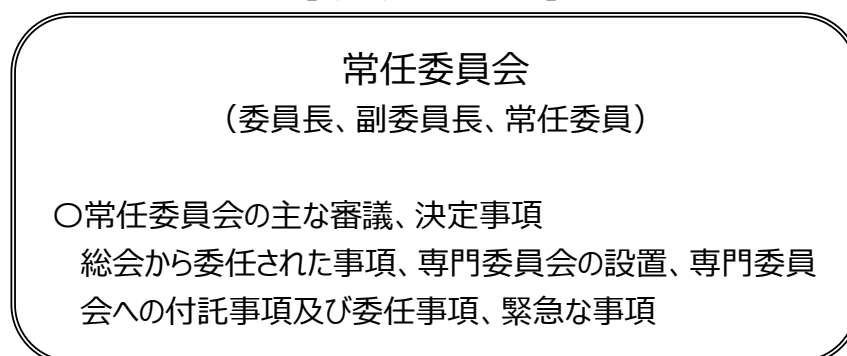 常任委員会
（委員長、副委員長、常任委員）
〇常任委員会の主な審議、決定事項
総会から委任された事項、専門委員会の設置、専門委員
会への付託事項及び委任事項、緊急な事項